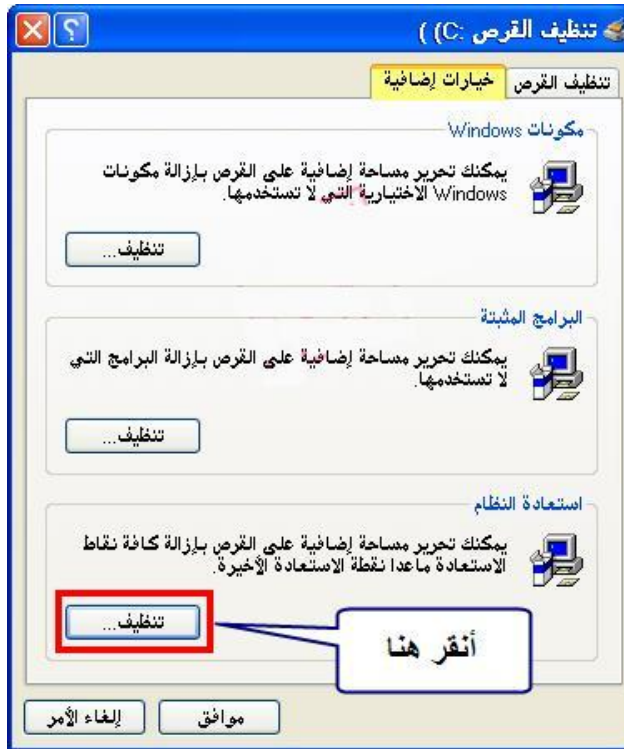 تنظيف القرص :C) ( )
تنظيف القرص
خيارات إضافية
مكونات Windows
يمكنك تحرير مساحة إضافية على القرص بإزالة مكونات
Windows الاختيارية التي لا تستخدمها.
تنظيف...
البرامج المثبتة
يمكنك تحرير مساحة إضافية على القرص بإزالة البرامج التي
لا تستخدمها.
تنظيف...
استعادة النظام
يمكنك تحرير مساحة إضافية على القرص بإزالة كافة نقاط
الاستعادة ماعدا نقطة الاستعادة الأخيرة.
تنظيف...
أنقر هنا
موافق
إلغاء الأمر